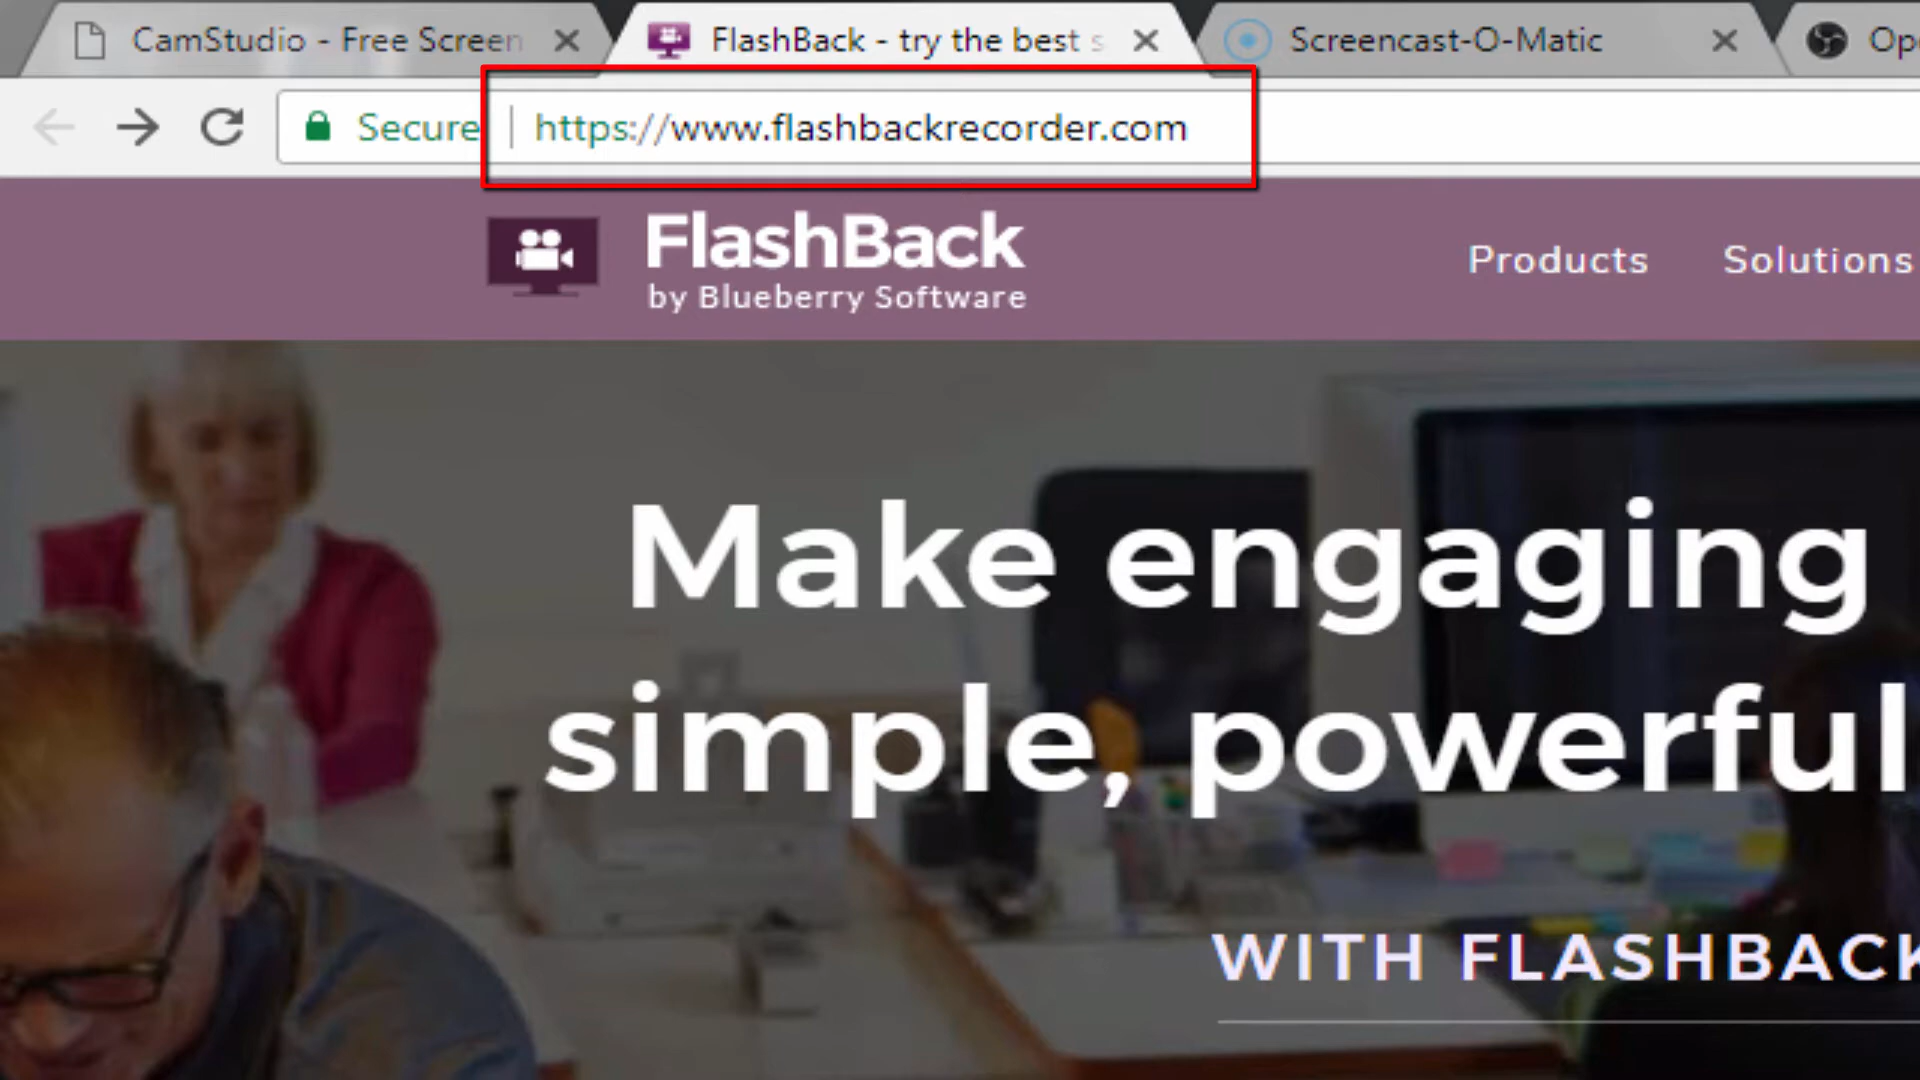 CamStudio - Free Screen
FlashBack - try the best s
Screencast-O-Matic
Ope
Secure | https://www.flashbackrecorder.com
FlashBack
by Blueberry Software
Products
Solutions
Make engaging
simple, powerful
WITH FLASHBACK